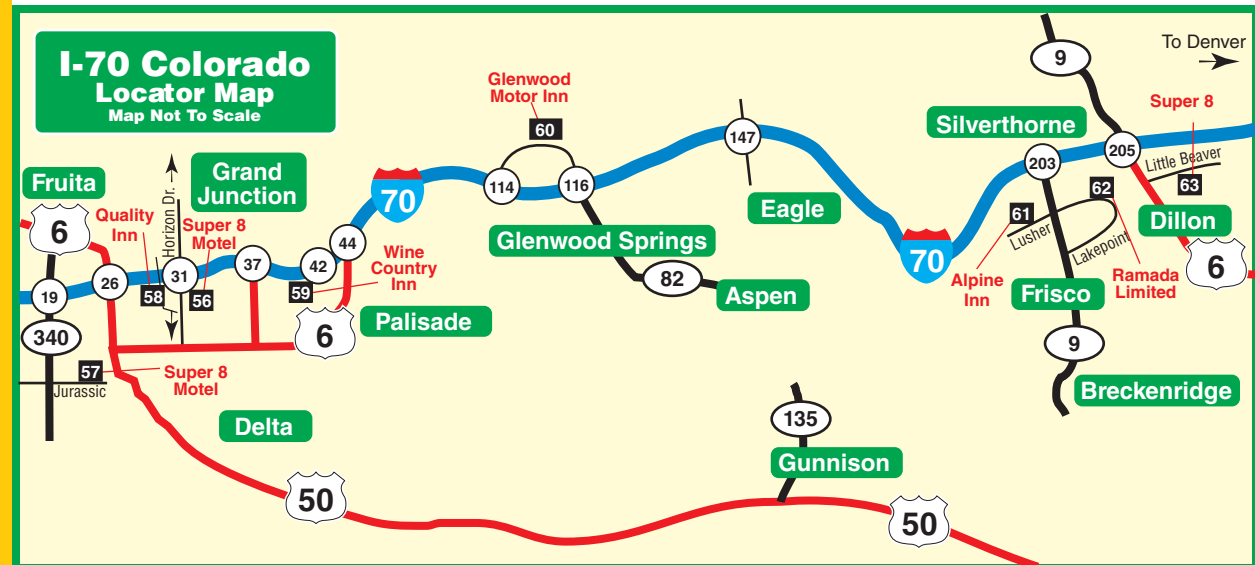 I-70 Colorado
Locator Map
Map Not To Scale
To Denver
9
Glenwood
Motor Inn
60
Super 8
Silverthorne
147
205
203
Little Beaver
63
62
Dillon
6
Fruita
6
Grand
Junction
Horizon Dr.
Quality
Inn
Super 8
Motel
70
114
116
Eagle
61
Lusher
Lakepoint
Glenwood Springs
44
37
42
31
26
19
58
56
59
Wine
Country
Inn
70
Alpine
Inn
Frisco
Ramada
Limited
82
Aspen
340
6
Palisade
9
57
Super 8
Motel
Jurassic
Breckenridge
Delta
135
Gunnison
50
50